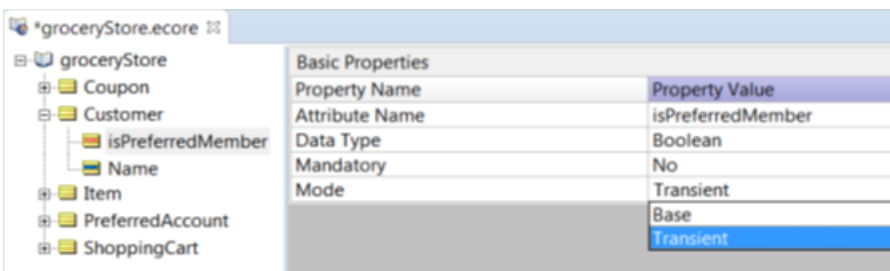 *groceryStore.ecore
groceryStore
Coupon
Customer
isPreferredMember
Name
Item
PreferredAccount
ShoppingCart
Basic Properties
Property Name Property Value
Attribute Name isPreferredMember
Data Type Boolean
Mandatory No
Mode Transient
Base
Transient